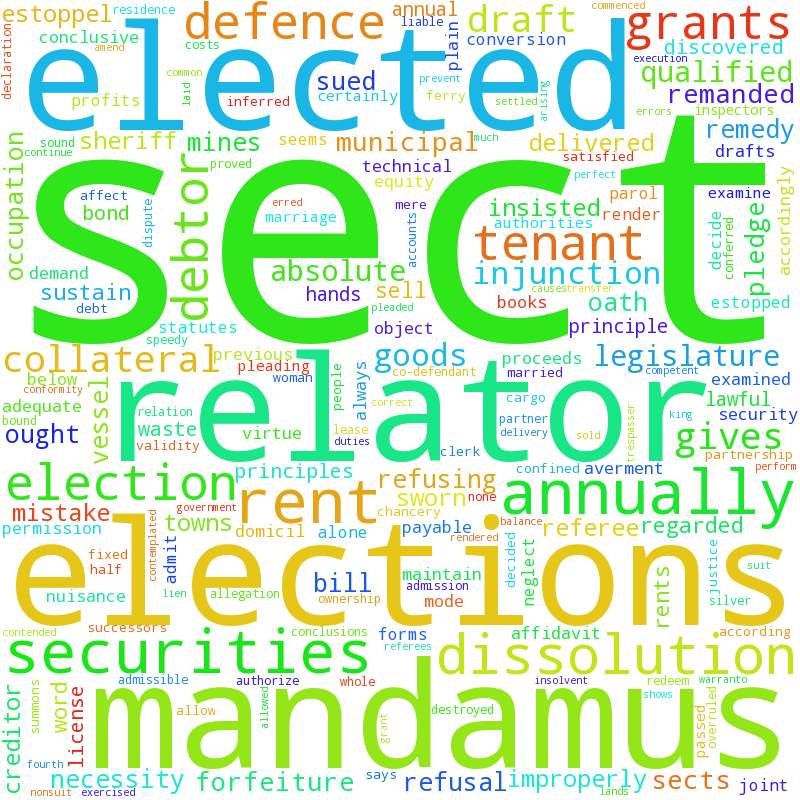 estoppel residence defence annual commenced grants
declaration conclusive costs liable plain draft conversion discovered
amend elected sued execution qualified
profits common laid inferred certainly prevent ferry settled arising remanded inspectors
sound sheriff mines seems municipal much delivered errors remedy
continue proved technical satisfied perfect drafts
occupation debtor sect equity parol examine accordingly
affect bond dispute erred marriage mere accounts insisted render authorities decide conferred pledge
tenant
demand absolute injunction
sustain hands sell books causes transfer oath estopped
debt statutes pleaded object principle
speedy
collateral previous pleading goods proceeds legislature
below woman people always co-defendant married competent examined
conformity vessel relator cargo lawful
adequate relation correct partner king security
bound waste virtue lease delivery sold trespasser gives
ought validity duties clerk partnership
election principles refusing confined averment perform
mistake rent sworn none annually
government chancery balance
permission towns domicil alone payable referee regarded
contemplated admit rendered decided
fixed elections maintain neglect justice suit
half lien allegation bill admission rents
nuisance ownership mode silver
successors conclusions forms affidavit according
contended referees
securities dissolution
admissible authorize whole insolvent redeem warranto
creditor summons word license mandamus shows
allow allowed grant destroyed passed overruled
fourth says
necessity forfeiture refusal improperly sects joint
nonsuit exercised lands